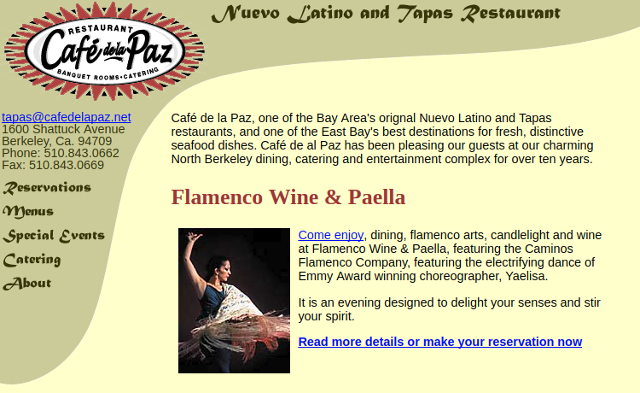 Nuevo Latino and Tapas Restaurant
RESTAURANT
Café de la Paz
BANQUET ROOMS • CATERING
tapas@cafedelapaz.net
1600 Shattuck Avenue
Berkeley, Ca. 94709
Phone: 510.843.0662
Fax: 510.843.0669
Reservations
Menus
Special Events
Catering
About
Café de la Paz, one of the Bay Area's orignal Nuevo Latino and Tapas
restaurants, and one of the East Bay's best destinations for fresh, distinctive
seafood dishes. Café de al Paz has been pleasing our guests at our charming
North Berkeley dining, catering and entertainment complex for over ten years.
Flamenco Wine & Paella
Come enjoy, dining, flamenco arts, candlelight and wine
at Flamenco Wine & Paella, featuring the Caminos
Flamenco Company, featuring the electrifying dance of
Emmy Award winning choreographer, Yaelisa.
It is an evening designed to delight your senses and stir
your spirit.
Read more details or make your reservation now